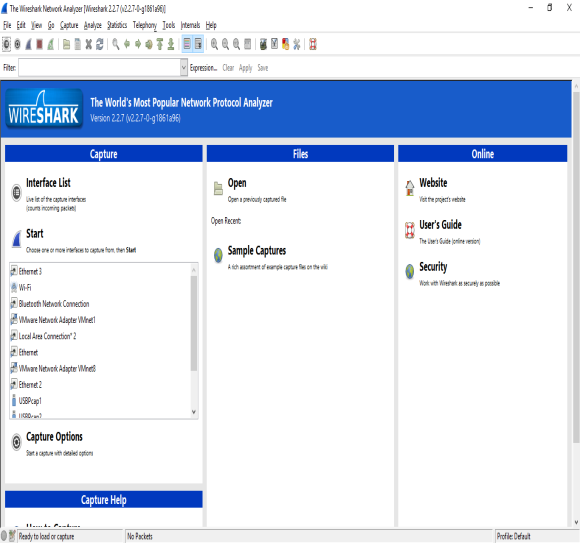 The Wireshark Network Analyzer [Wireshark 2.2.7 (v2.2.7-0-g1861a96)]
File Edit View Go Capture Analyze Statistics Telephony Tools Internals Help
Filter: Expression... Clear Apply Save
WIRESHARK
The World's Most Popular Network Protocol Analyzer
Version 2.2.7 (v2.2.7-0-g1861a96)
Capture
Interface List
Live list of the capture interfaces
(counts incoming packets)
Start
Choose one or more interfaces to capture from, then Start
Ethernet 3
Wi-Fi
Bluetooth Network Connection
VMware Network Adapter VMnet1
Local Area Connection* 2
Ethernet
VMware Network Adapter VMnet8
Ethernet 2
USBPcap1
USBPcap2
Capture Options
Start a capture with detailed options
Capture Help
How to Capture
Files
Open
Open a previously captured file
Open Recent:
Sample Captures
A rich assortment of example capture files on the wiki
Online
Website
Visit the project's website
User's Guide
The User's Guide (online version)
Security
Work with Wireshark as securely as possible
Ready to load or capture
No Packets
Profile: Default